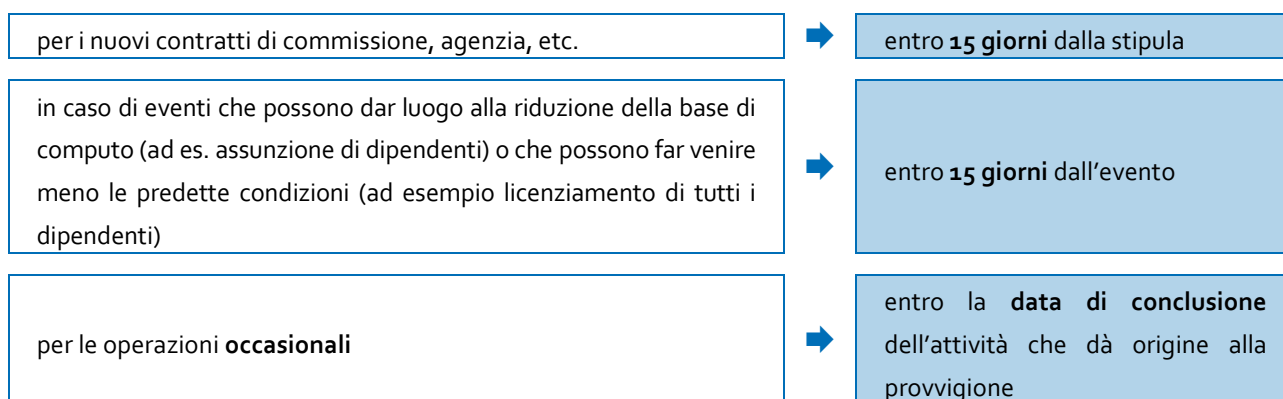 per i nuovi contratti di commissione, agenzia, etc.
entro 15 giorni dalla stipula
in caso di eventi che possono dar luogo alla riduzione della base di
computo (ad es. assunzione di dipendenti) o che possono far venire
meno le predette condizioni (ad esempio licenziamento di tutti i
dipendenti)
entro 15 giorni dall'evento
per le operazioni occasionali
entro la data di conclusione
dell'attività che dà origine alla
provvigione